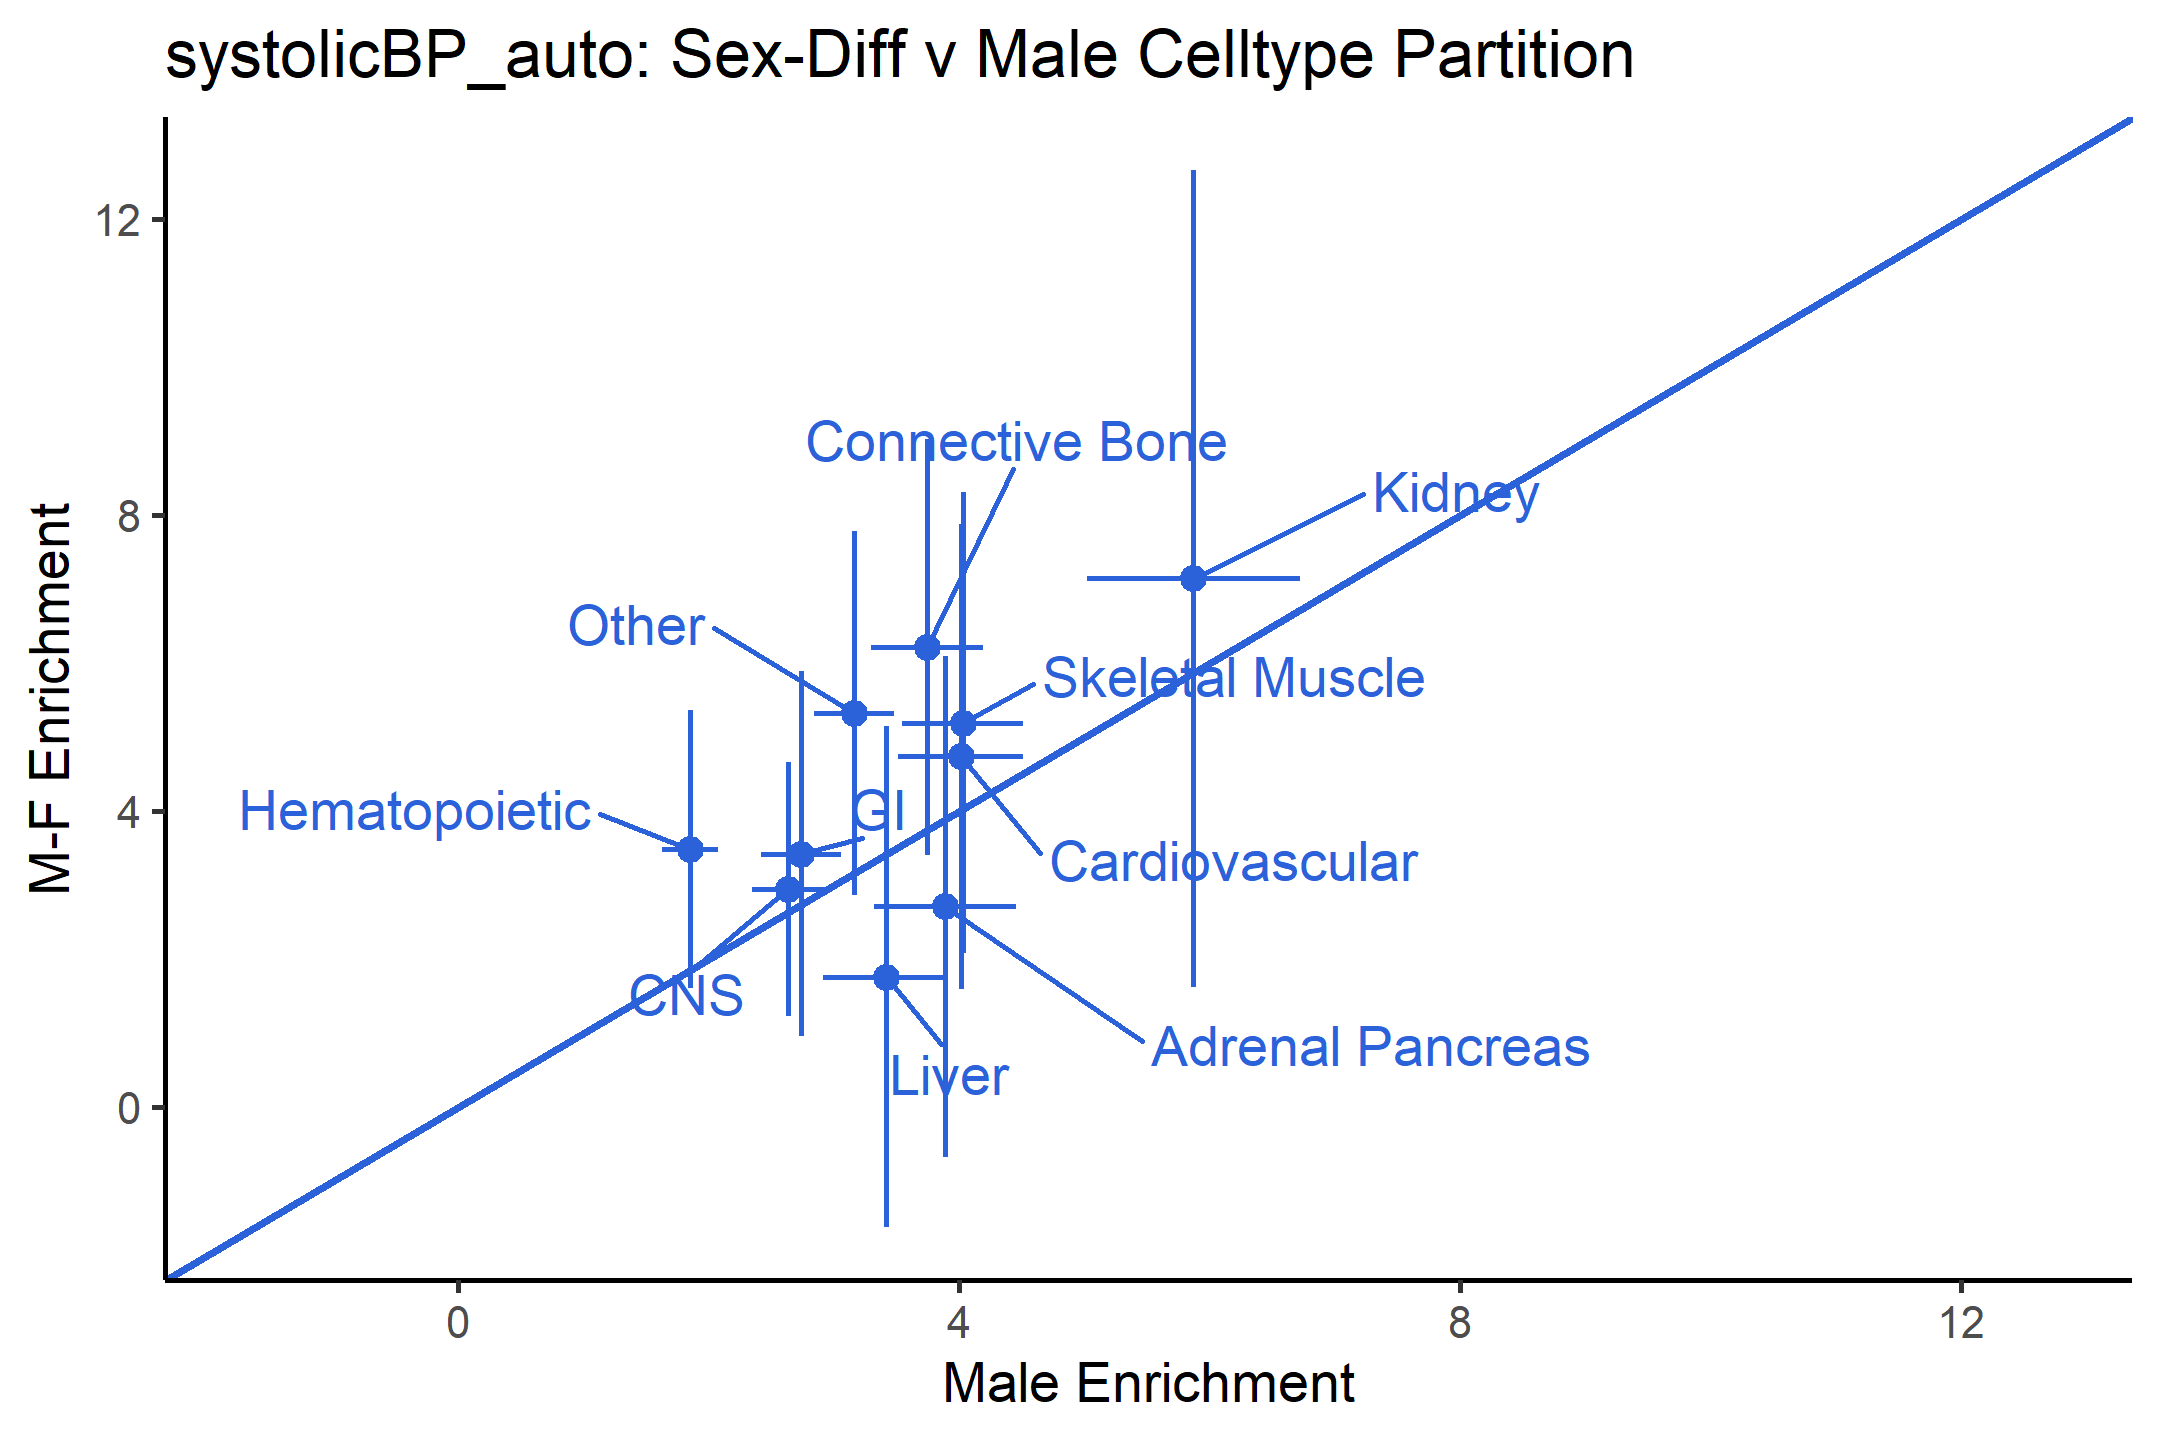 systolicBP_auto: Sex-Diff v Male Celltype Partition
12
8
4
0
M-F Enrichment
Connective Bone
Kidney
Other
Skeletal Muscle
Hematopoietic
GI
Cardiovascular
CNS
Adrenal Pancreas
Liver
0
4
8
12
Male Enrichment